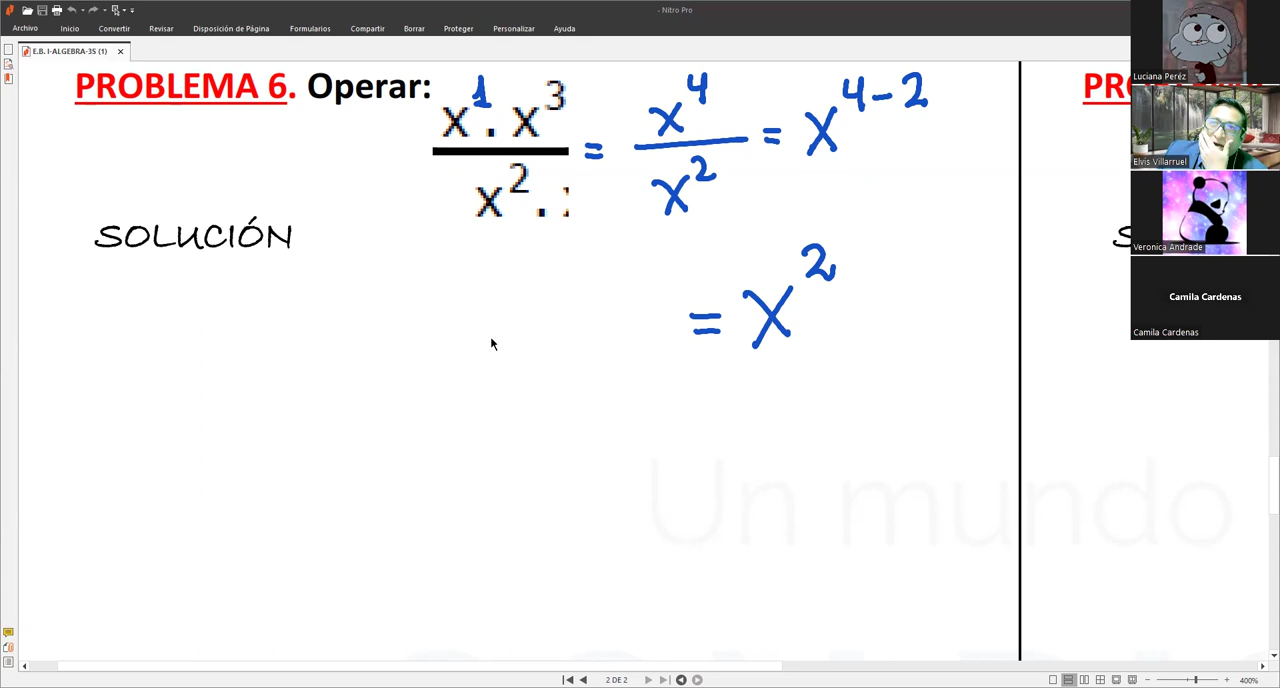 - Nitro Pro
Archivo Inicio Convertir Revisar Disposición de Página Formularios Compartir Borrar Proteger Personalizar Ayuda
E.B. I-ALGEBRA-3S (1)
PROBLEMA 6. Operar:
x¹ . x³ / x² . = x⁴ / x² = x⁴⁻²
SOLUCIÓN
= x²
Un mundo
Luciana Peréz
Elvis Villarruel
Veronica Andrade
Camila Cardenas
Camila Cardenas
2 DE 2
400%